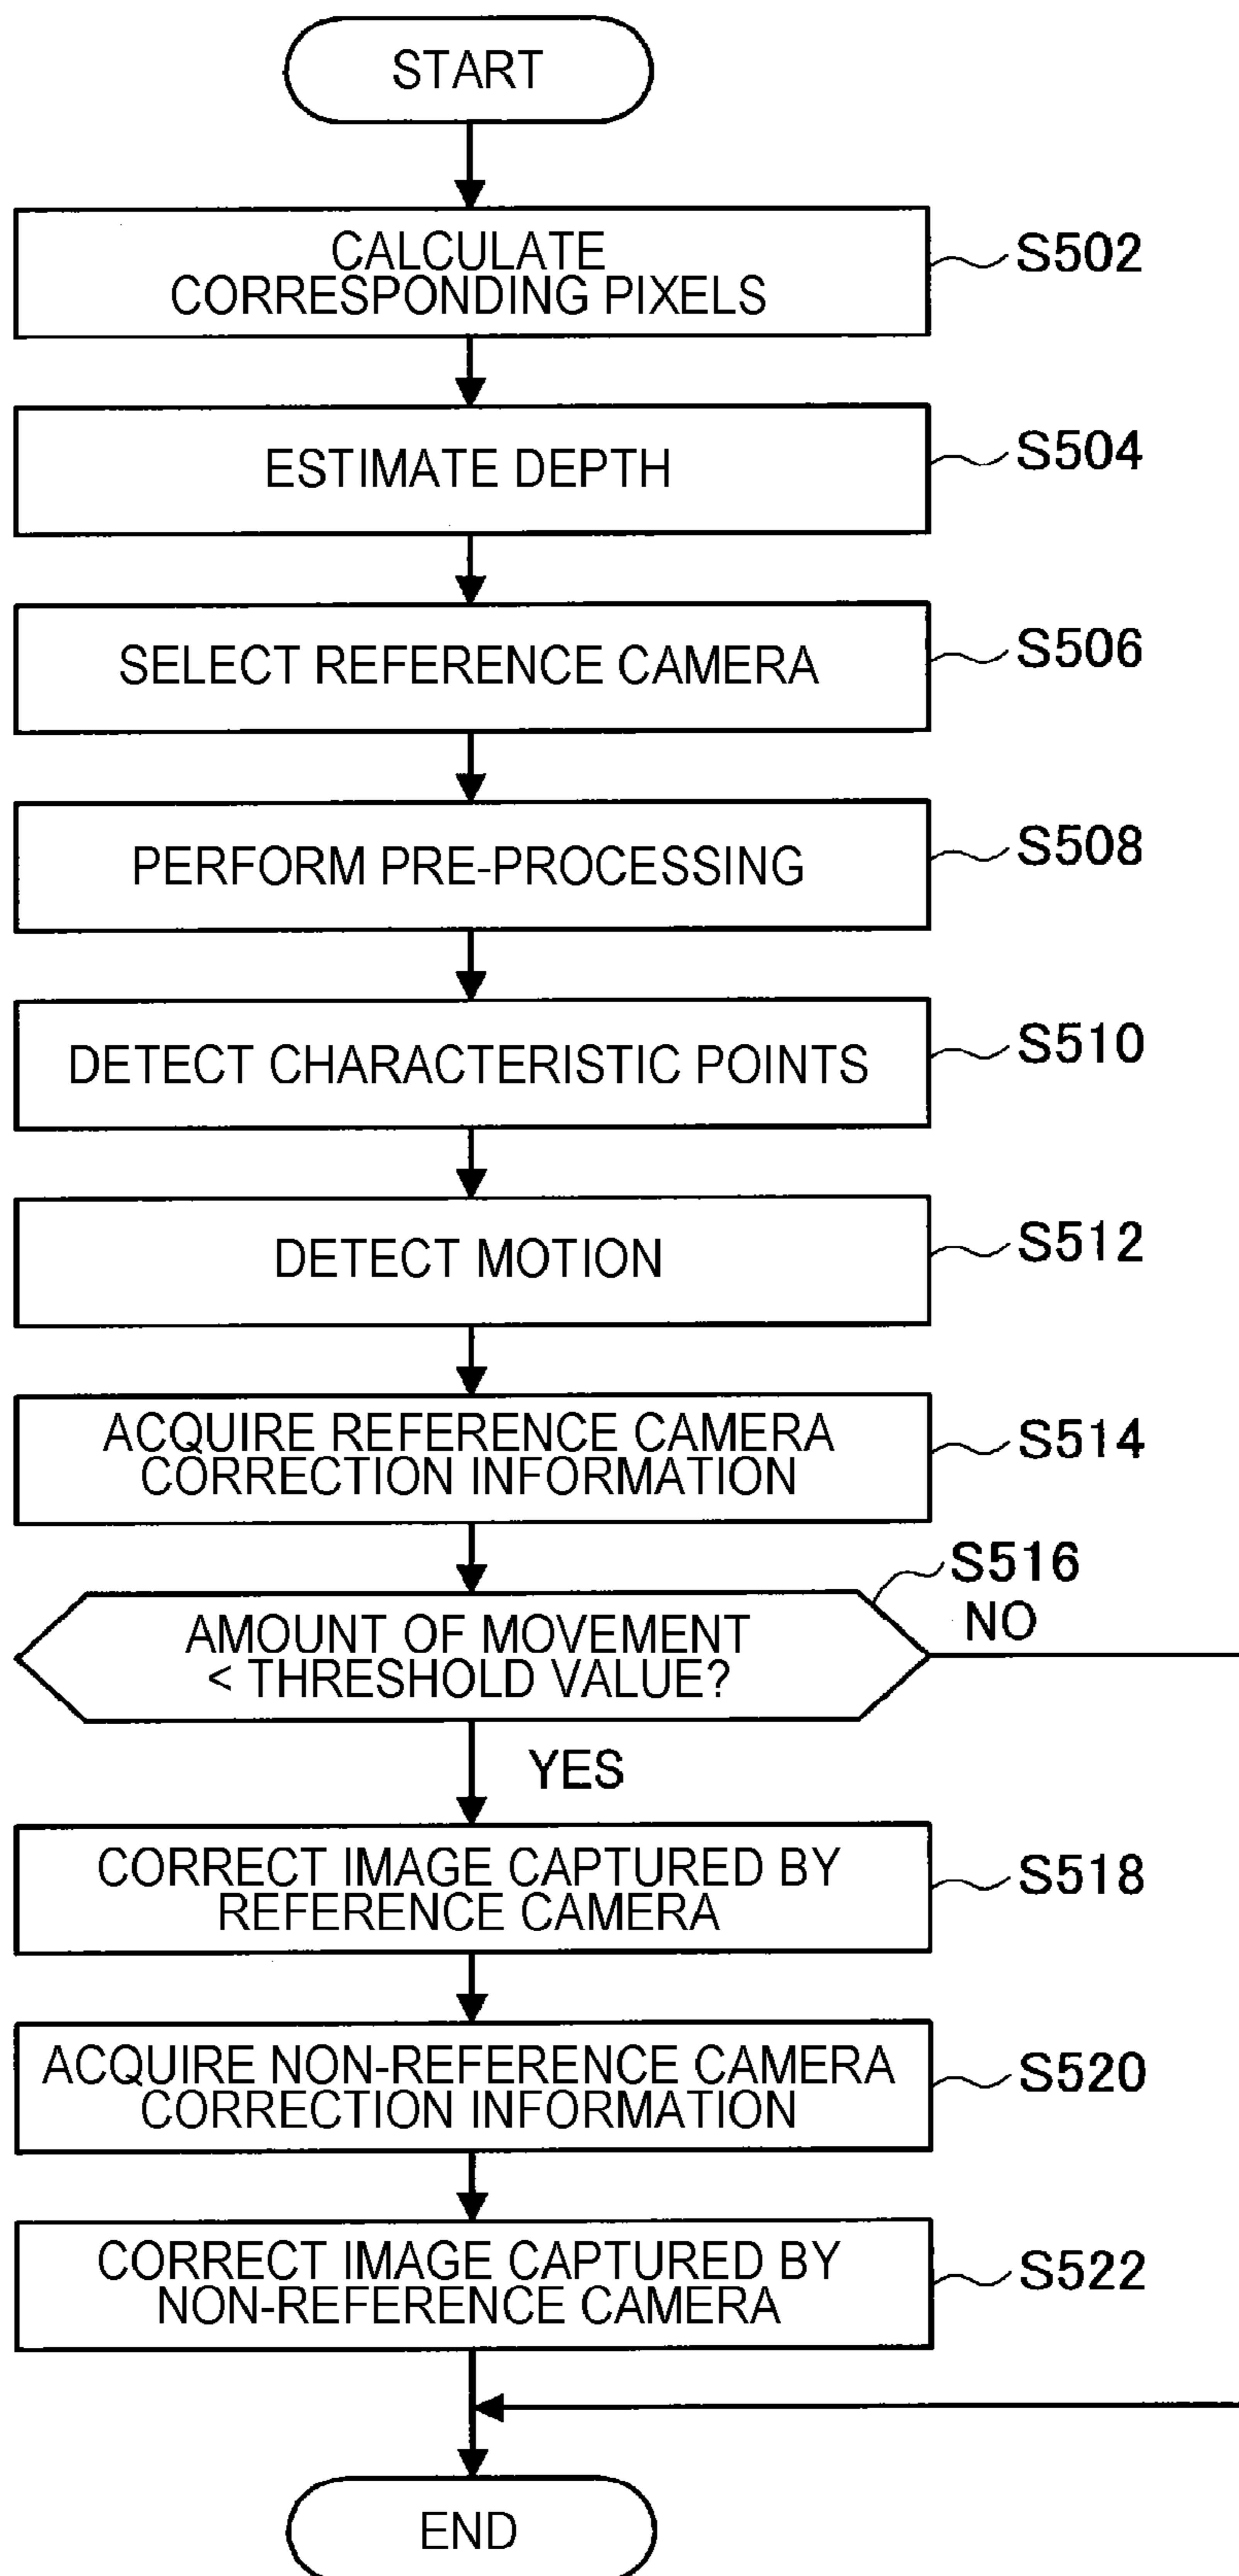 START
CALCULATE
CORRESPONDING PIXELS
S502
ESTIMATE DEPTH
S504
SELECT REFERENCE CAMERA
S506
PERFORM PRE-PROCESSING
S508
DETECT CHARACTERISTIC POINTS
S510
DETECT MOTION
S512
ACQUIRE REFERENCE CAMERA
CORRECTION INFORMATION
S514
S516
AMOUNT OF MOVEMENT
< THRESHOLD VALUE?
NO
YES
CORRECT IMAGE CAPTURED BY
REFERENCE CAMERA
S518
ACQUIRE NON-REFERENCE CAMERA
CORRECTION INFORMATION
S520
CORRECT IMAGE CAPTURED BY
NON-REFERENCE CAMERA
S522
END